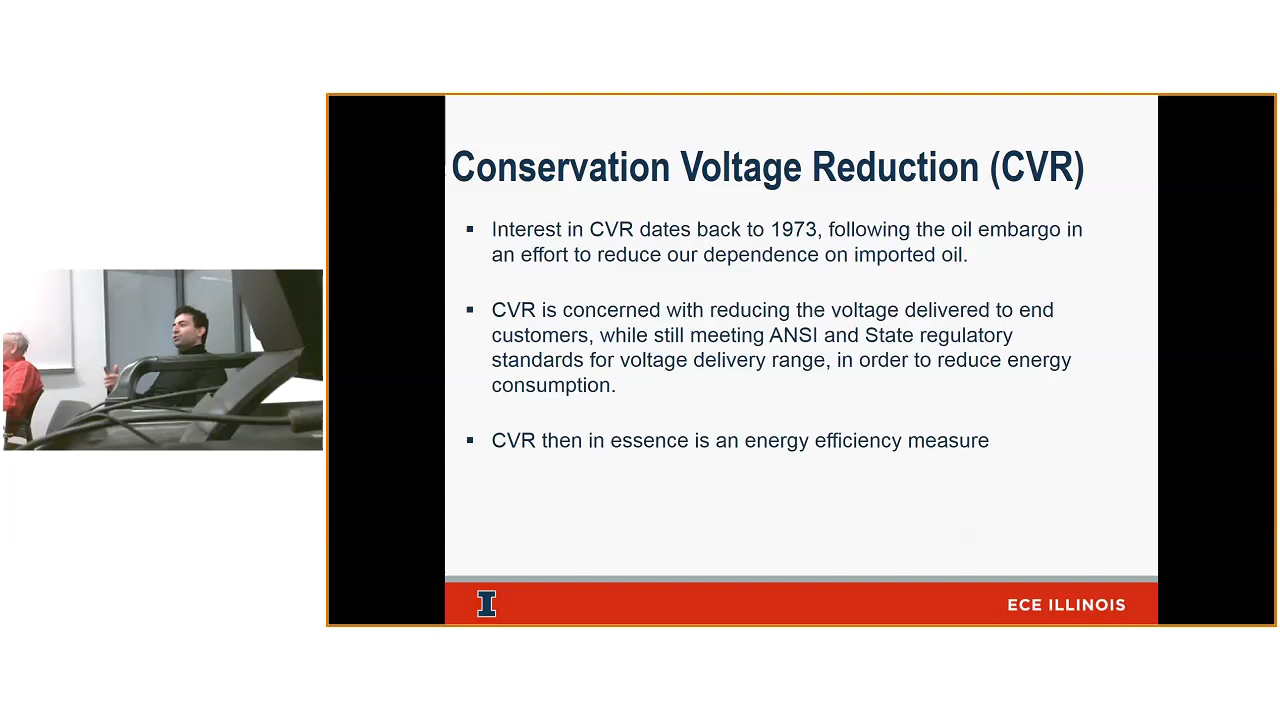 Conservation Voltage Reduction (CVR)
▪ Interest in CVR dates back to 1973, following the oil embargo in
an effort to reduce our dependence on imported oil.
▪ CVR is concerned with reducing the voltage delivered to end
customers, while still meeting ANSI and State regulatory
standards for voltage delivery range, in order to reduce energy
consumption.
▪ CVR then in essence is an energy efficiency measure
I
ECE ILLINOIS